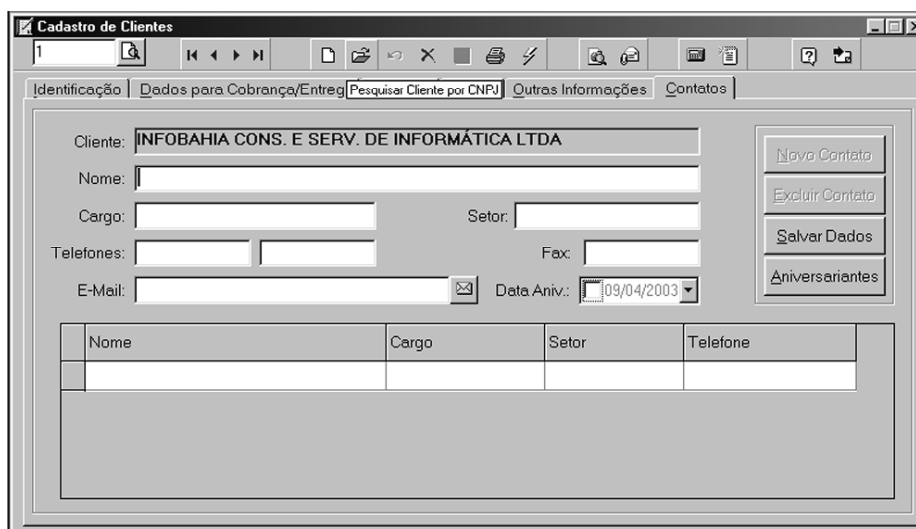 Cadastro de Clientes
1
Identificação Dados para Cobrança/Entreg Pesquisar Cliente por CNPJ Outras Informações Contatos
Cliente: INFOBAHIA CONS. E SERV. DE INFORMÁTICA LTDA
Novo Contato
Nome:
Excluir Contato
Cargo: Setor:
Salvar Dados
Telefones: Fax:
Aniversariantes
E-Mail: Data Aniv.: 09/04/2003
Nome Cargo Setor Telefone